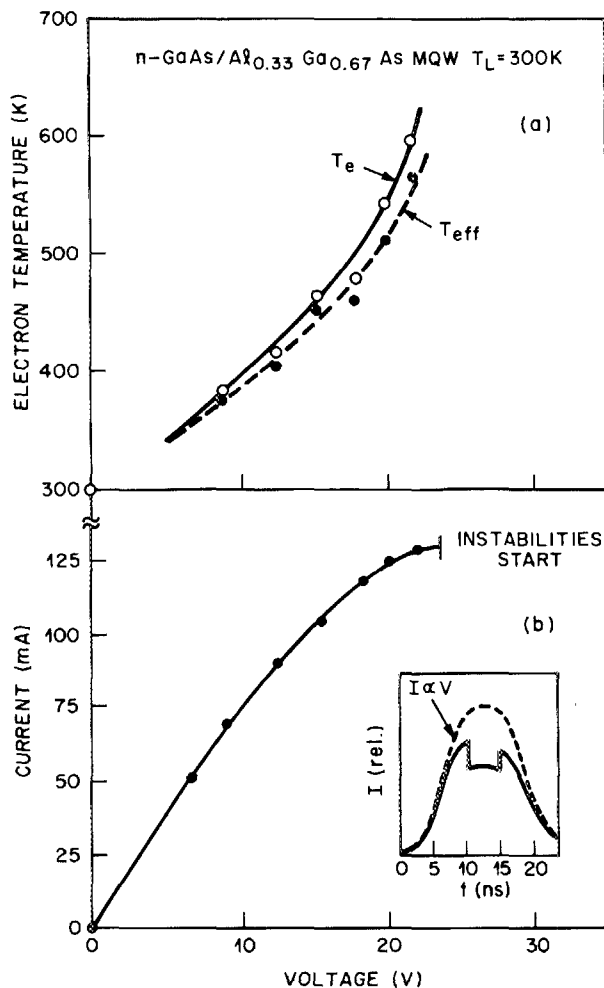 n-GaAs/Al0.33 Ga0.67 As MQW TL=300K
(a)
ELECTRON TEMPERATURE (K)
700
600
500
400
300
Te
Teff
INSTABILITIES
START
(b)
CURRENT (mA)
125
100
75
50
25
0
I∝V
I (rel.)
0 5 10 15 20
t (ns)
0 10 20 30
VOLTAGE (V)